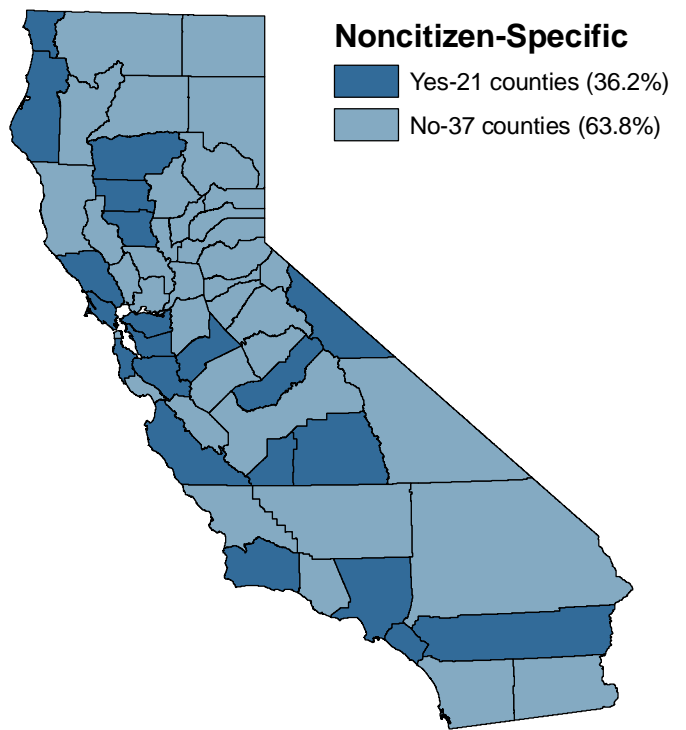 Noncitizen-Specific
Yes-21 counties (36.2%)
No-37 counties (63.8%)